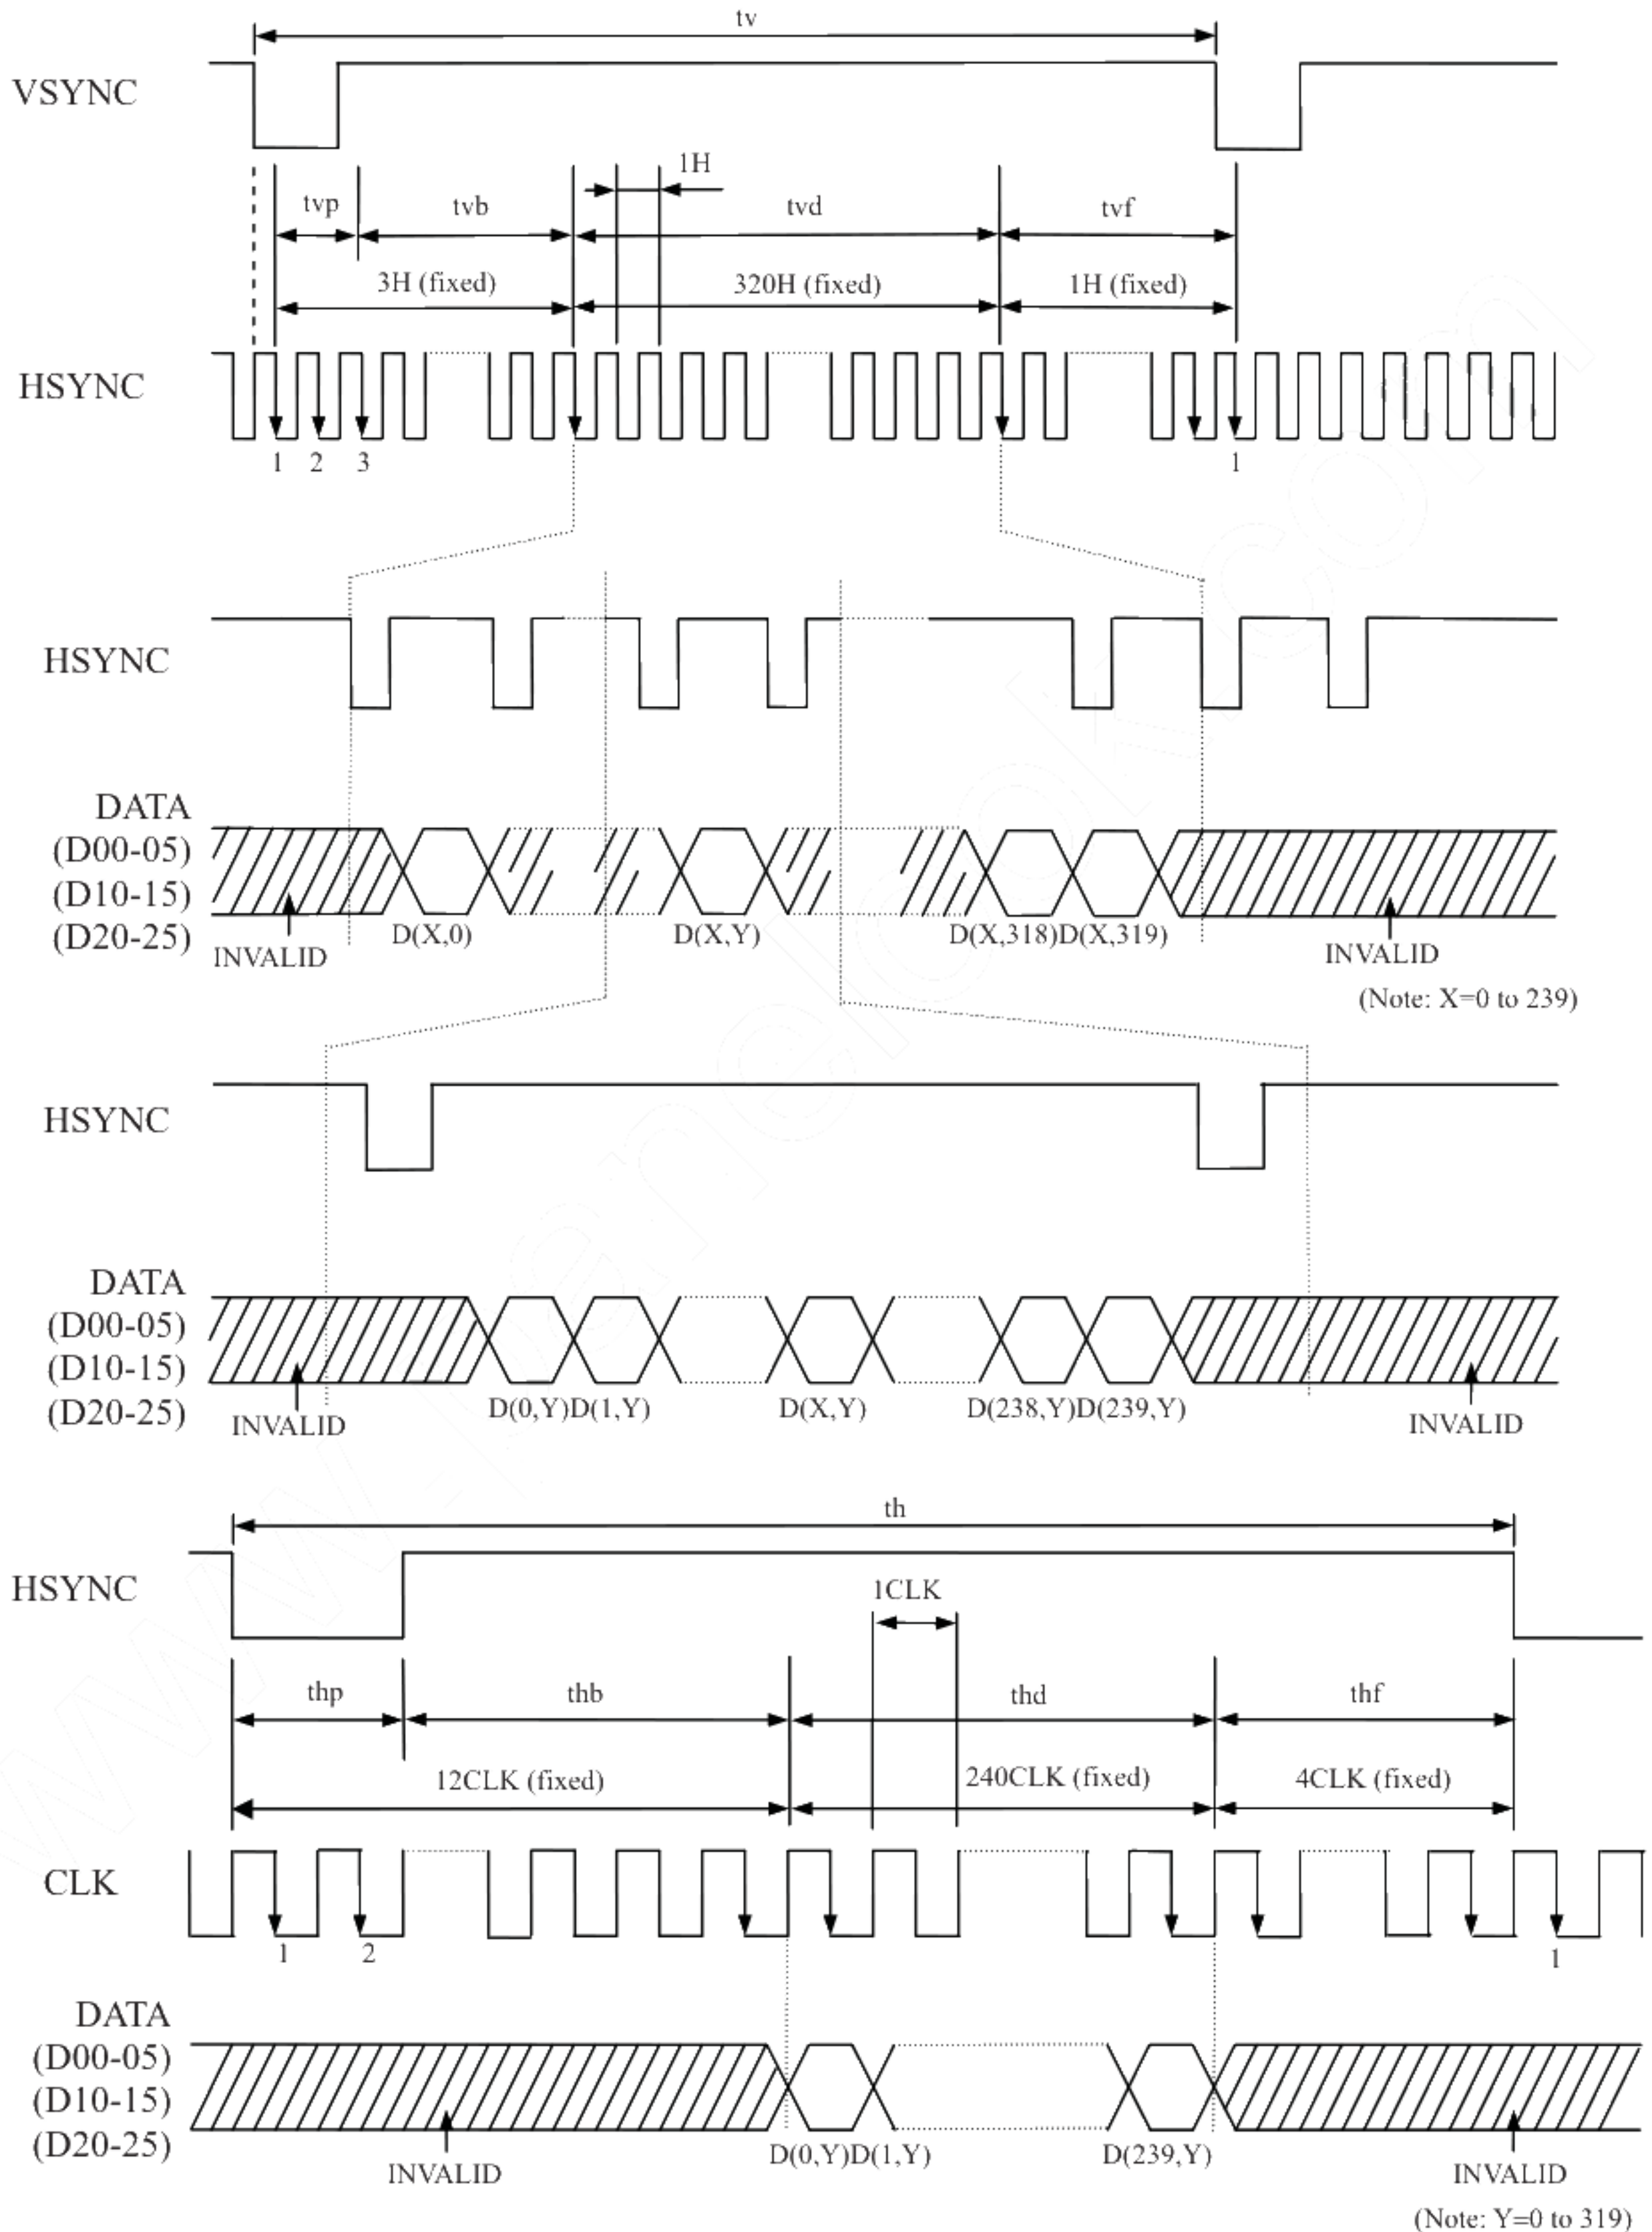 tv
VSYNC
1H
tvp tvb tvd tvf
3H (fixed) 320H (fixed) 1H (fixed)
HSYNC
1 2 3 1
HSYNC
DATA
(D00-05)
(D10-15)
(D20-25)
D(X,0) D(X,Y) D(X,318)D(X,319)
INVALID INVALID
(Note: X=0 to 239)
HSYNC
DATA
(D00-05)
(D10-15)
(D20-25)
D(0,Y)D(1,Y) D(X,Y) D(238,Y)D(239,Y)
INVALID INVALID
th
HSYNC
1CLK
thp thb thd thf
12CLK (fixed) 240CLK (fixed) 4CLK (fixed)
CLK
1 2 1
DATA
(D00-05)
(D10-15)
(D20-25)
D(0,Y)D(1,Y) D(239,Y)
INVALID INVALID
(Note: Y=0 to 319)